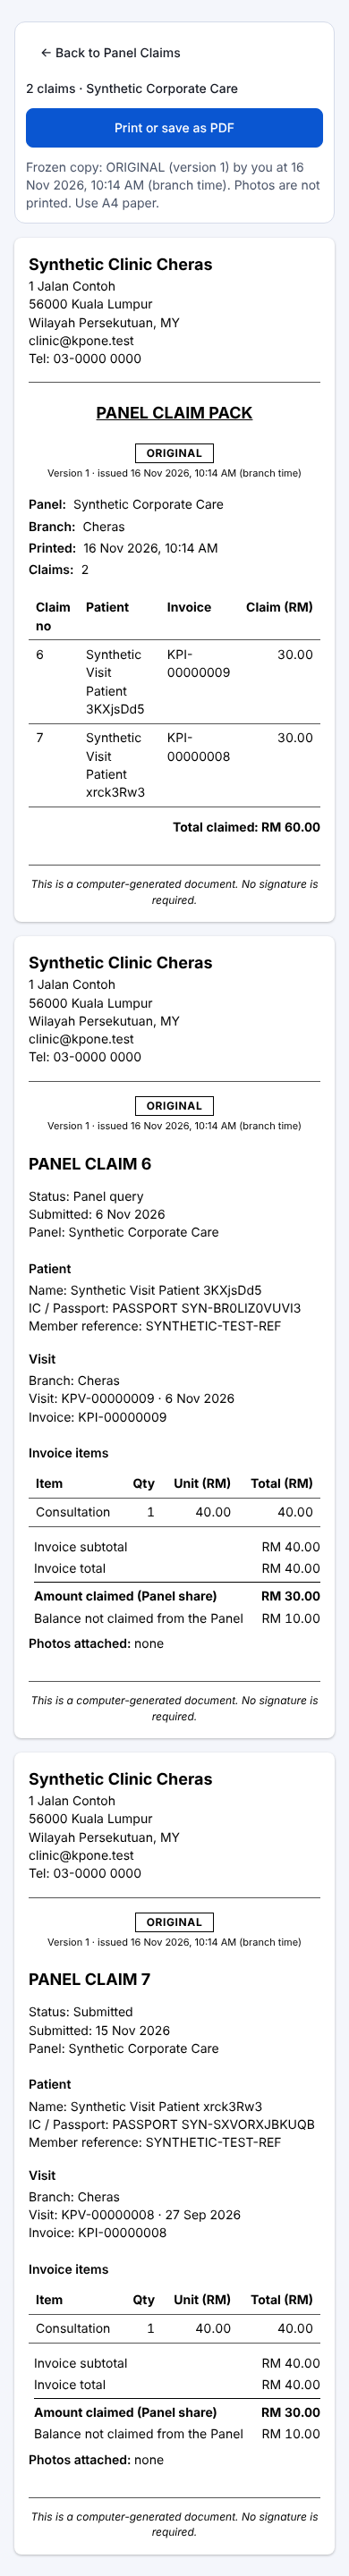 ← Back to Panel Claims
2 claims · Synthetic Corporate Care
Print or save as PDF
Frozen copy: ORIGINAL (version 1) by you at 16
Nov 2026, 10:14 AM (branch time). Photos are not
printed. Use A4 paper.
Synthetic Clinic Cheras
1 Jalan Contoh
56000 Kuala Lumpur
Wilayah Persekutuan, MY
clinic@kpone.test
Tel: 03-0000 0000
PANEL CLAIM PACK
ORIGINAL
Version 1 · issued 16 Nov 2026, 10:14 AM (branch time)
Panel: Synthetic Corporate Care
Branch: Cheras
Printed: 16 Nov 2026, 10:14 AM
Claims: 2
Claim no Patient Invoice Claim (RM)
6 Synthetic Visit Patient 3KXjsDd5 KPI-00000009 30.00
7 Synthetic Visit Patient xrck3Rw3 KPI-00000008 30.00
Total claimed: RM 60.00
This is a computer-generated document. No signature is
required.
Synthetic Clinic Cheras
1 Jalan Contoh
56000 Kuala Lumpur
Wilayah Persekutuan, MY
clinic@kpone.test
Tel: 03-0000 0000
ORIGINAL
Version 1 · issued 16 Nov 2026, 10:14 AM (branch time)
PANEL CLAIM 6
Status: Panel query
Submitted: 6 Nov 2026
Panel: Synthetic Corporate Care
Patient
Name: Synthetic Visit Patient 3KXjsDd5
IC / Passport: PASSPORT SYN-BR0LIZ0VUVI3
Member reference: SYNTHETIC-TEST-REF
Visit
Branch: Cheras
Visit: KPV-00000009 · 6 Nov 2026
Invoice: KPI-00000009
Invoice items
Item Qty Unit (RM) Total (RM)
Consultation 1 40.00 40.00
Invoice subtotal RM 40.00
Invoice total RM 40.00
Amount claimed (Panel share) RM 30.00
Balance not claimed from the Panel RM 10.00
Photos attached: none
This is a computer-generated document. No signature is
required.
Synthetic Clinic Cheras
1 Jalan Contoh
56000 Kuala Lumpur
Wilayah Persekutuan, MY
clinic@kpone.test
Tel: 03-0000 0000
ORIGINAL
Version 1 · issued 16 Nov 2026, 10:14 AM (branch time)
PANEL CLAIM 7
Status: Submitted
Submitted: 15 Nov 2026
Panel: Synthetic Corporate Care
Patient
Name: Synthetic Visit Patient xrck3Rw3
IC / Passport: PASSPORT SYN-SXVORXJBKUQB
Member reference: SYNTHETIC-TEST-REF
Visit
Branch: Cheras
Visit: KPV-00000008 · 27 Sep 2026
Invoice: KPI-00000008
Invoice items
Item Qty Unit (RM) Total (RM)
Consultation 1 40.00 40.00
Invoice subtotal RM 40.00
Invoice total RM 40.00
Amount claimed (Panel share) RM 30.00
Balance not claimed from the Panel RM 10.00
Photos attached: none
This is a computer-generated document. No signature is
required.